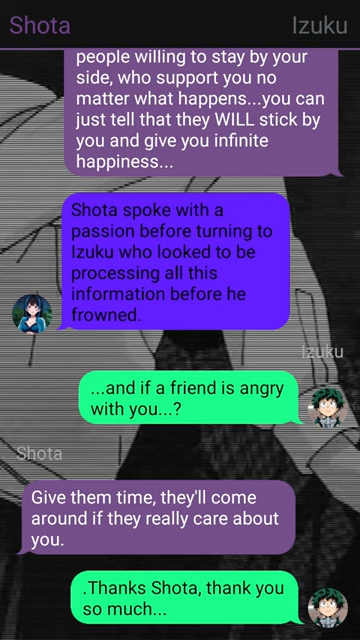 Shota Izuku
people willing to stay by your
side, who support you no
matter what happens...you can
just tell that they WILL stick by
you and give you infinite
happiness...
Shota spoke with a
passion before turning to
Izuku who looked to be
processing all this
information before he
frowned.
Izuku
...and if a friend is angry
with you...?
Shota
Give them time, they'll come
around if they really care about
you.
.Thanks Shota, thank you
so much...